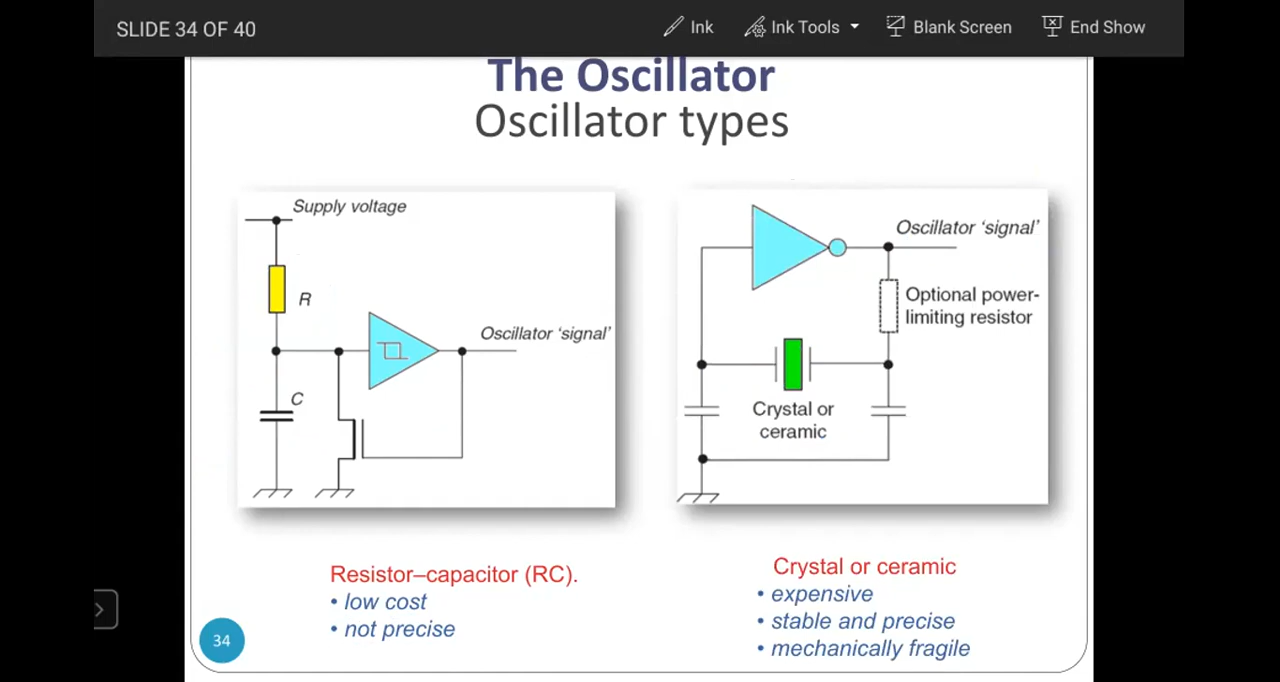 SLIDE 34 OF 40
Ink
Ink Tools
Blank Screen
End Show
The Oscillator
Oscillator types
Supply voltage
R
Oscillator ‘signal’
C
Oscillator ‘signal’
Optional power-
limiting resistor
Crystal or
ceramic
Resistor–capacitor (RC).
• low cost
• not precise
Crystal or ceramic
• expensive
• stable and precise
• mechanically fragile
34